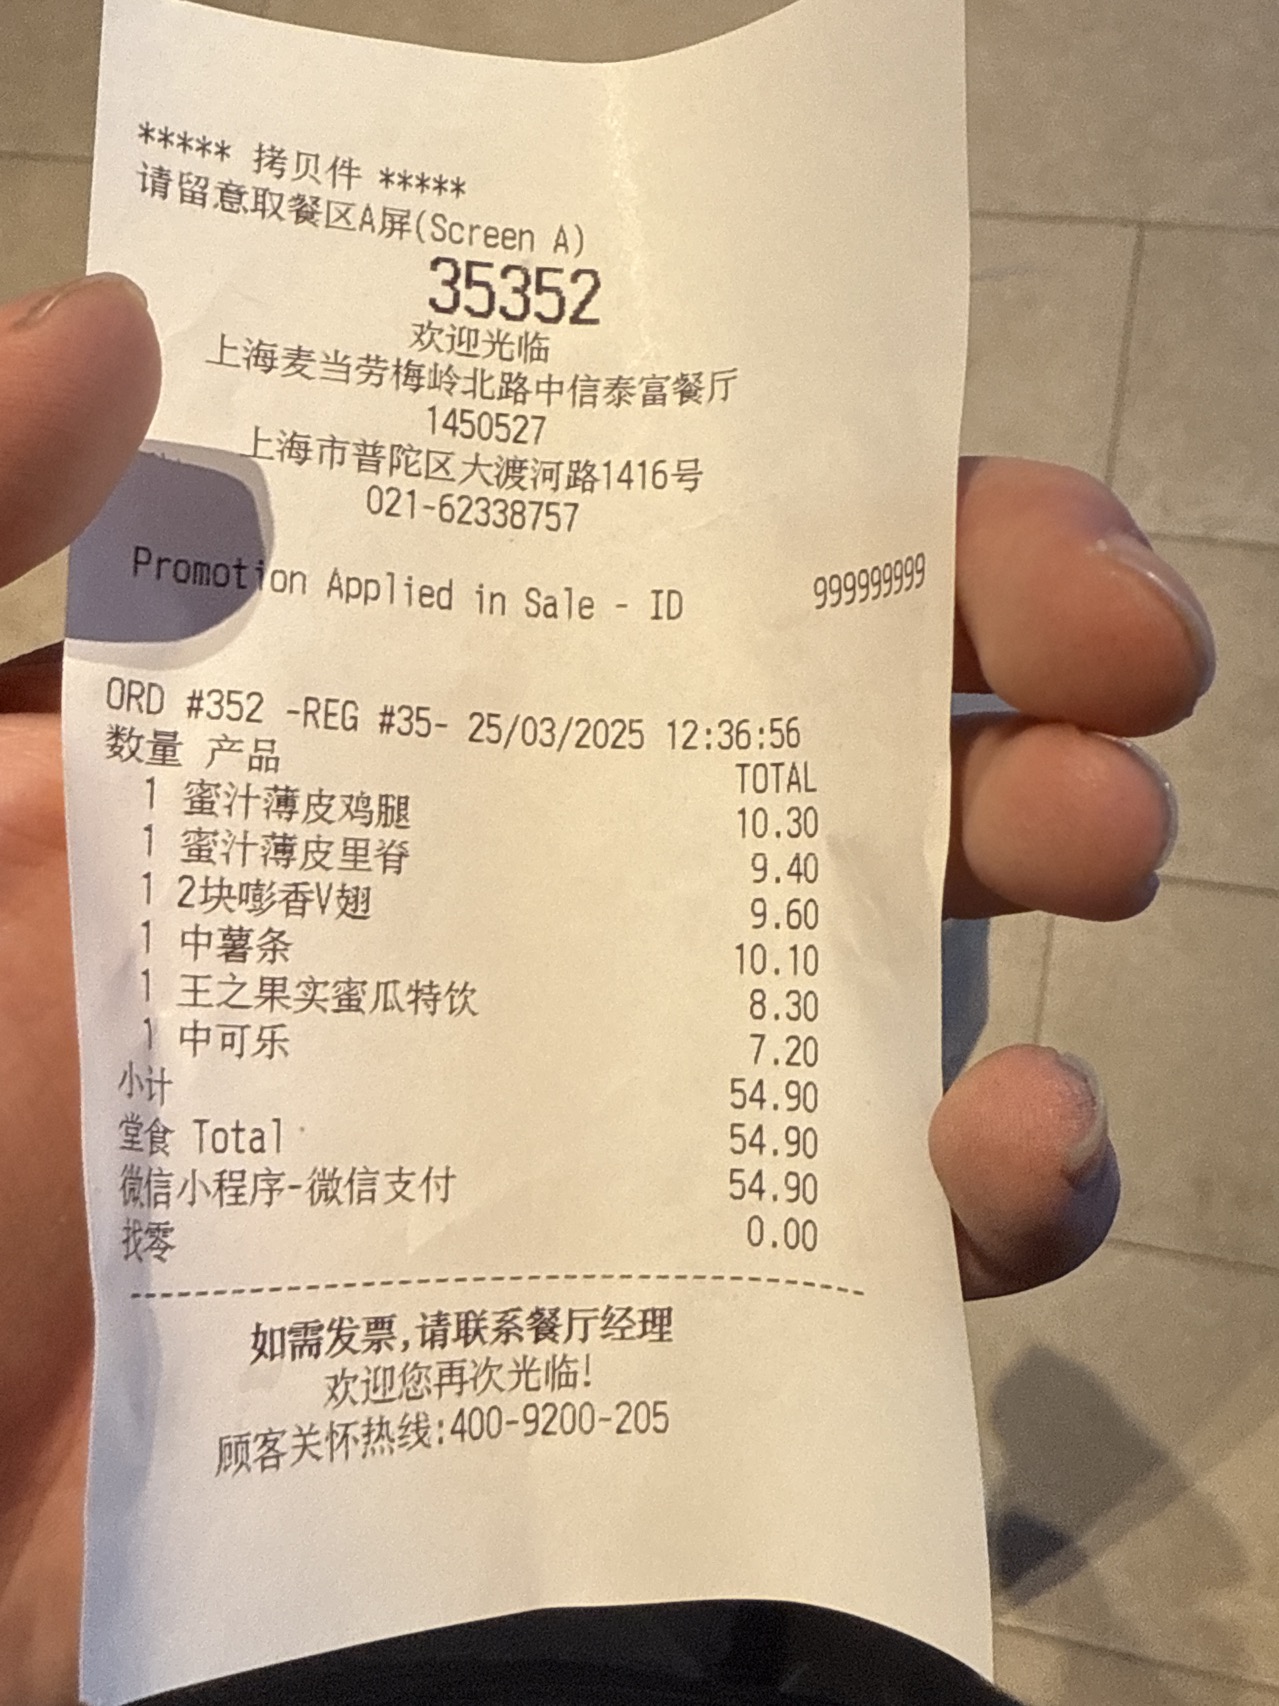 ***** 拷贝件 *****
请留意取餐区A屏(Screen A)
35352
欢迎光临
上海麦当劳梅岭北路中信泰富餐厅
1450527
上海市普陀区大渡河路1416号
021-62338757
Promotion Applied in Sale - ID 999999999
ORD #352 -REG #35- 25/03/2025 12:36:56
数量 产品 TOTAL
1 蜜汁薄皮鸡腿 10.30
1 蜜汁薄皮里脊 9.40
1 2块嘭香V翅 9.60
1 中薯条 10.10
1 王之果实蜜瓜特饮 8.30
1 中可乐 7.20
小计 54.90
堂食 Total 54.90
微信小程序-微信支付 54.90
找零 0.00
如需发票,请联系餐厅经理
欢迎您再次光临!
顾客关怀热线:400-9200-205